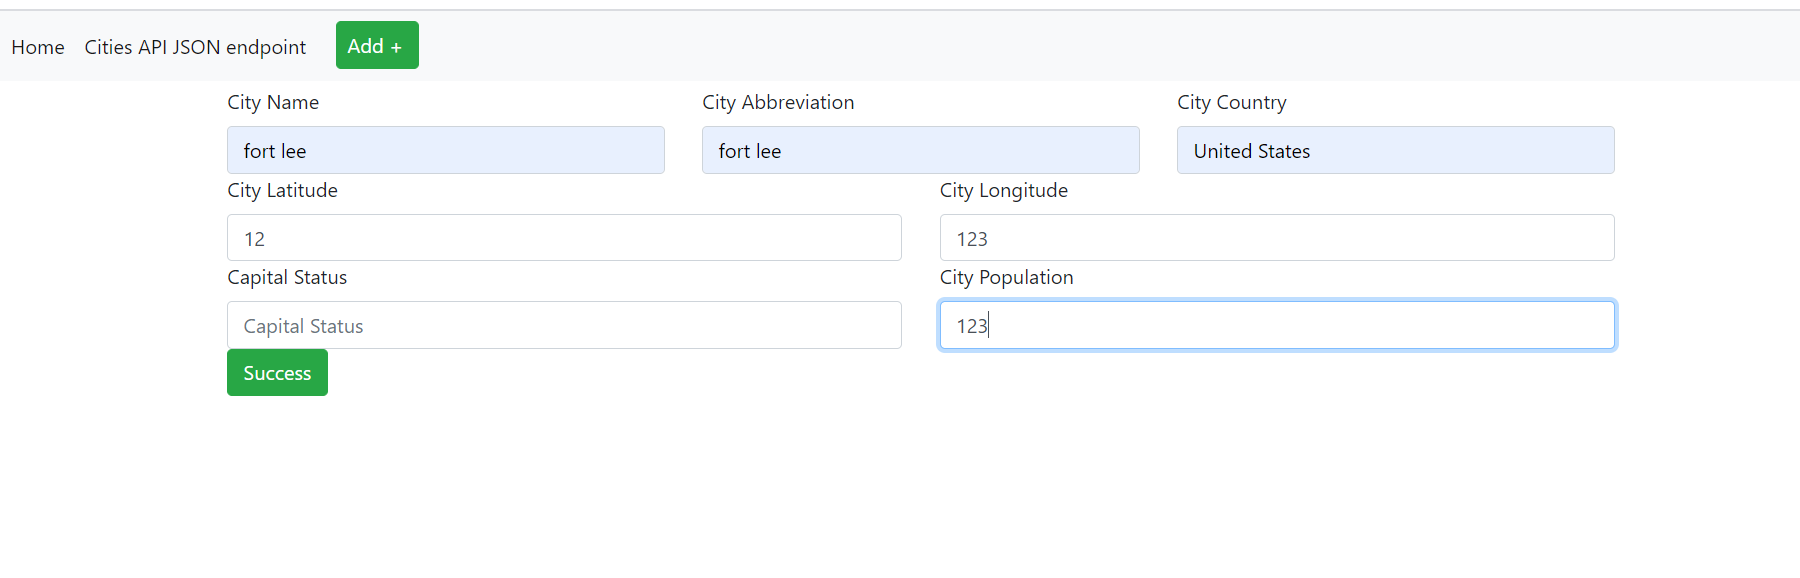 Home Cities API JSON endpoint Add +
City Name City Abbreviation City Country
fort lee fort lee United States
City Latitude City Longitude
12 123
Capital Status City Population
Capital Status 123
Success